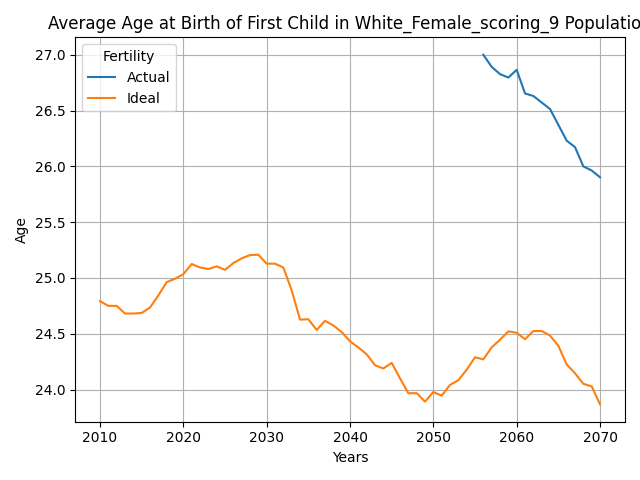 Average Age at Birth of First Child in White_Female_scoring_9 Populatio
Fertility
Actual
Ideal
27.0
26.5
26.0
25.5
25.0
24.5
24.0
Age
2010 2020 2030 2040 2050 2060 2070
Years